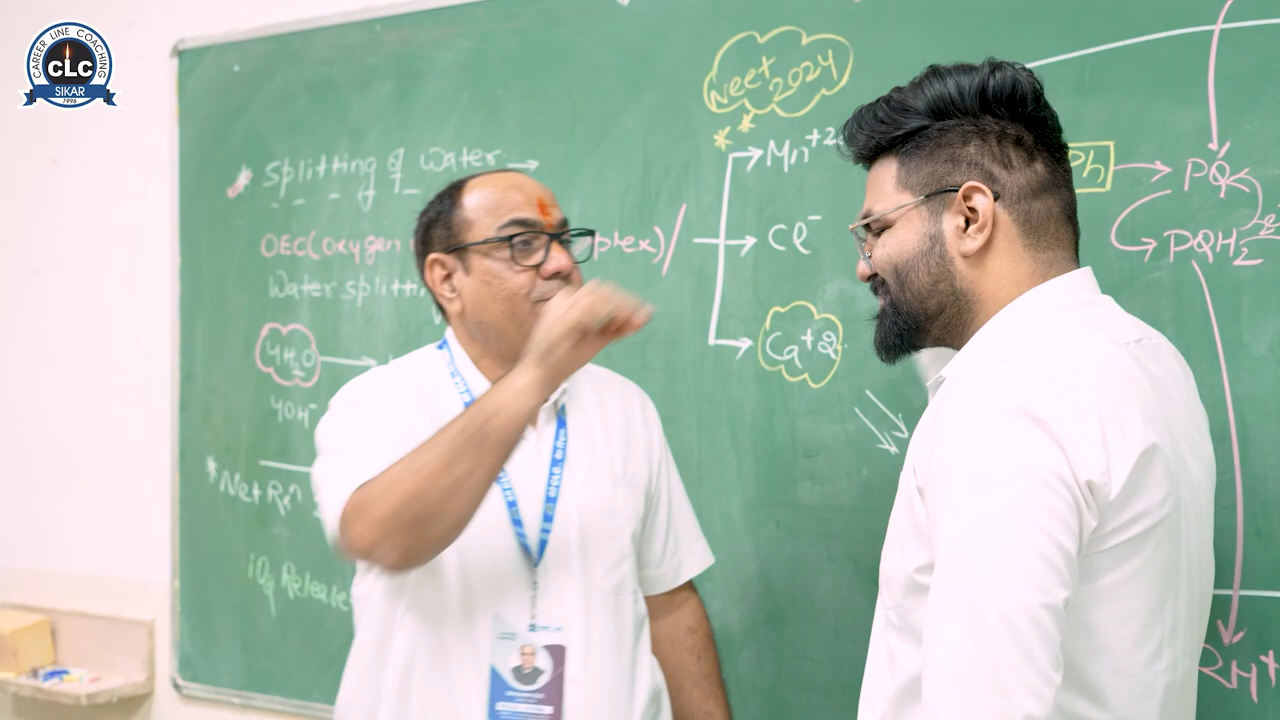 CAREER LINE COACHING
CLC
SIKAR
1996
Neet 2024
* Splitting of Water →
OEC(Oxygen plex)/
Mn+2
Cl-
Ca+2
Water splitti
4H2O →
4OH-
* Net Rxn
1O2 Release
Ph → PQ
PQH2
2H+